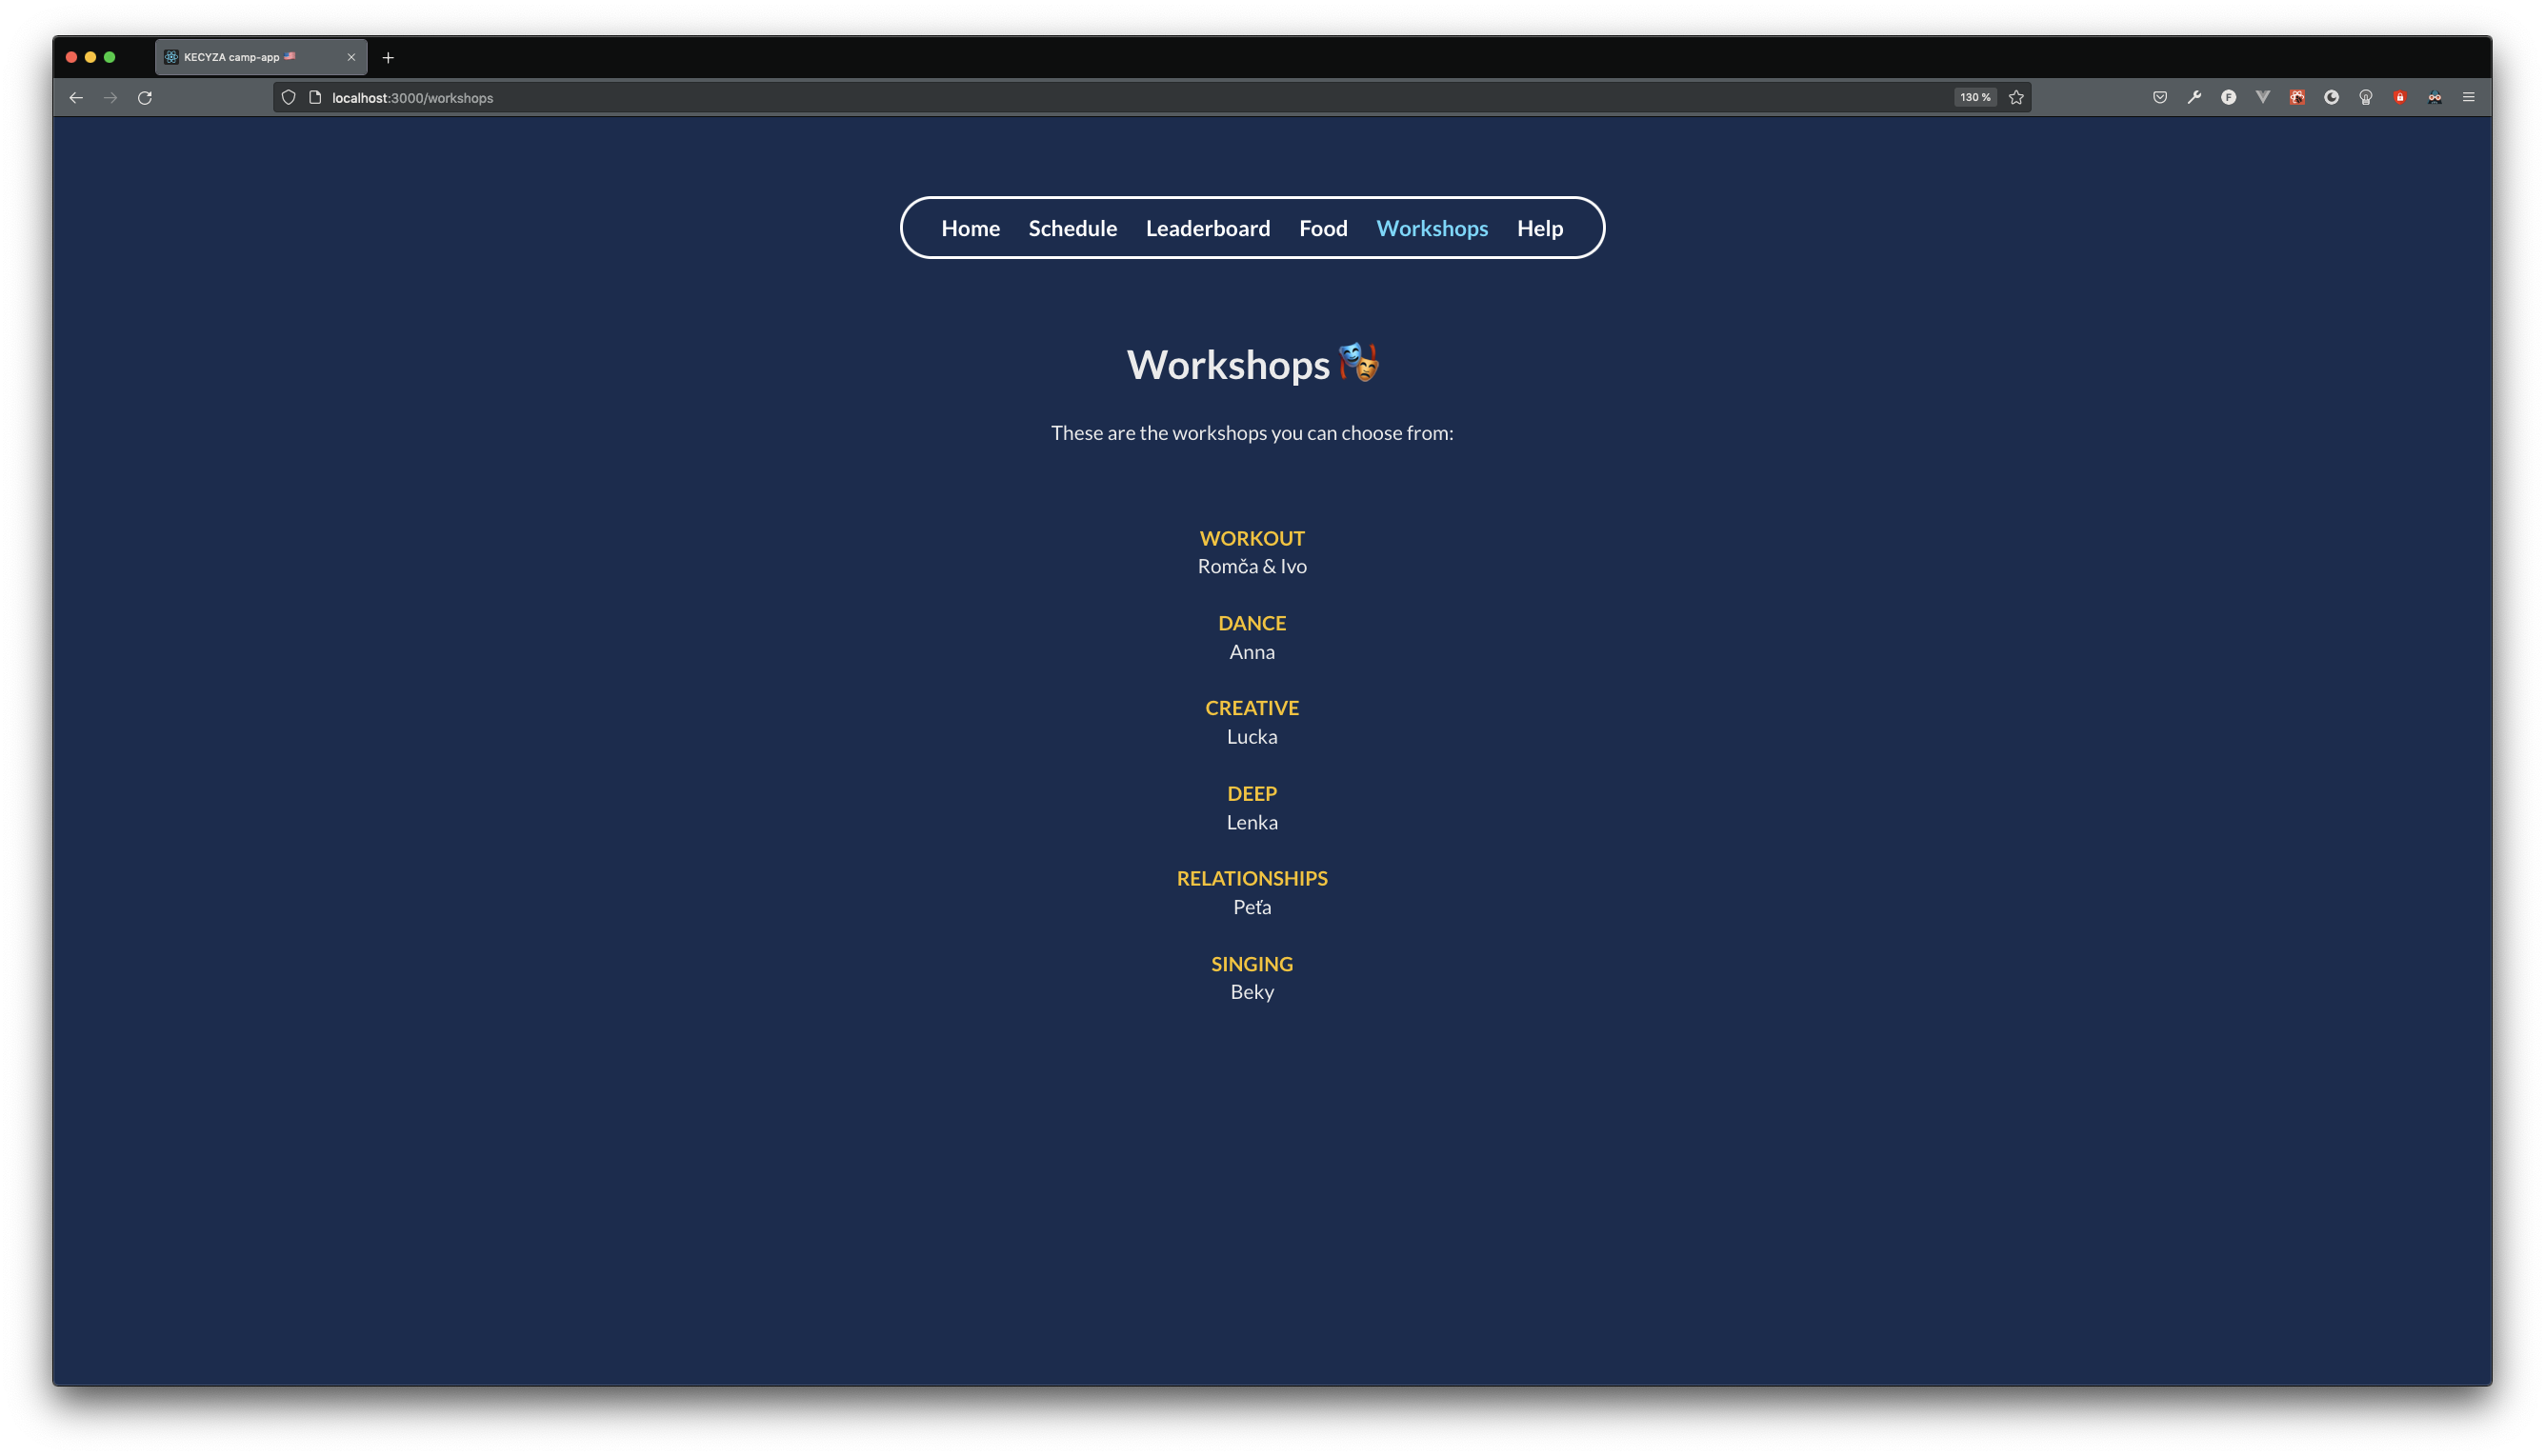 KECYZA camp-app 🇺🇸
localhost:3000/workshops
130 %
Home Schedule Leaderboard Food Workshops Help
Workshops 🎭
These are the workshops you can choose from:
WORKOUT
Romča & Ivo
DANCE
Anna
CREATIVE
Lucka
DEEP
Lenka
RELATIONSHIPS
Peťa
SINGING
Beky